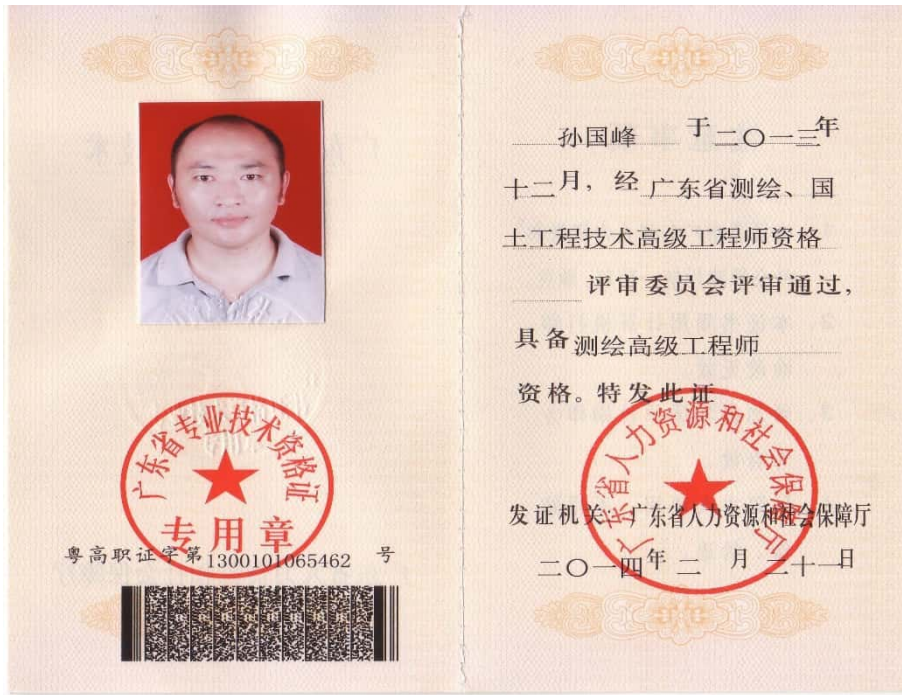 广东省专业技术资格证
专用章
粤高职证字第1300101065462 号
孙国峰 于二〇一三年
十二月，经 广东省测绘、国
土工程技术高级工程师资格
评审委员会评审通过，
具备测绘高级工程师
资格。特发此证
广东省人力资源和社会保障厅
发证机关：广东省人力资源和社会保障厅
二〇一四年 二 月 二十一日